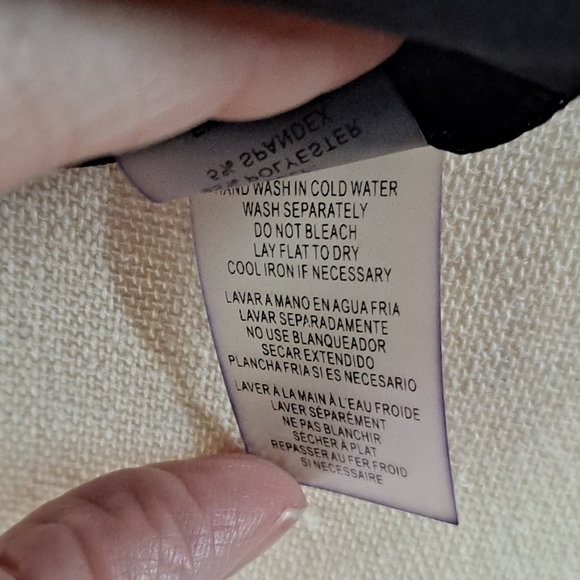 5% SPANDEX
POLYESTER
HAND WASH IN COLD WATER
WASH SEPARATELY
DO NOT BLEACH
LAY FLAT TO DRY
COOL IRON IF NECESSARY
LAVAR A MANO EN AGUA FRIA
LAVAR SEPARADAMENTE
NO USE BLANQUEADOR
SECAR EXTENDIDO
PLANCHA FRIA SI ES NECESARIO
LAVER À LA MAIN À L'EAU FROIDE
LAVER SÉPARÉMENT
NE PAS BLANCHIR
SÉCHER À PLAT
REPASSER AU FER FROID
SI NÉCESSAIRE